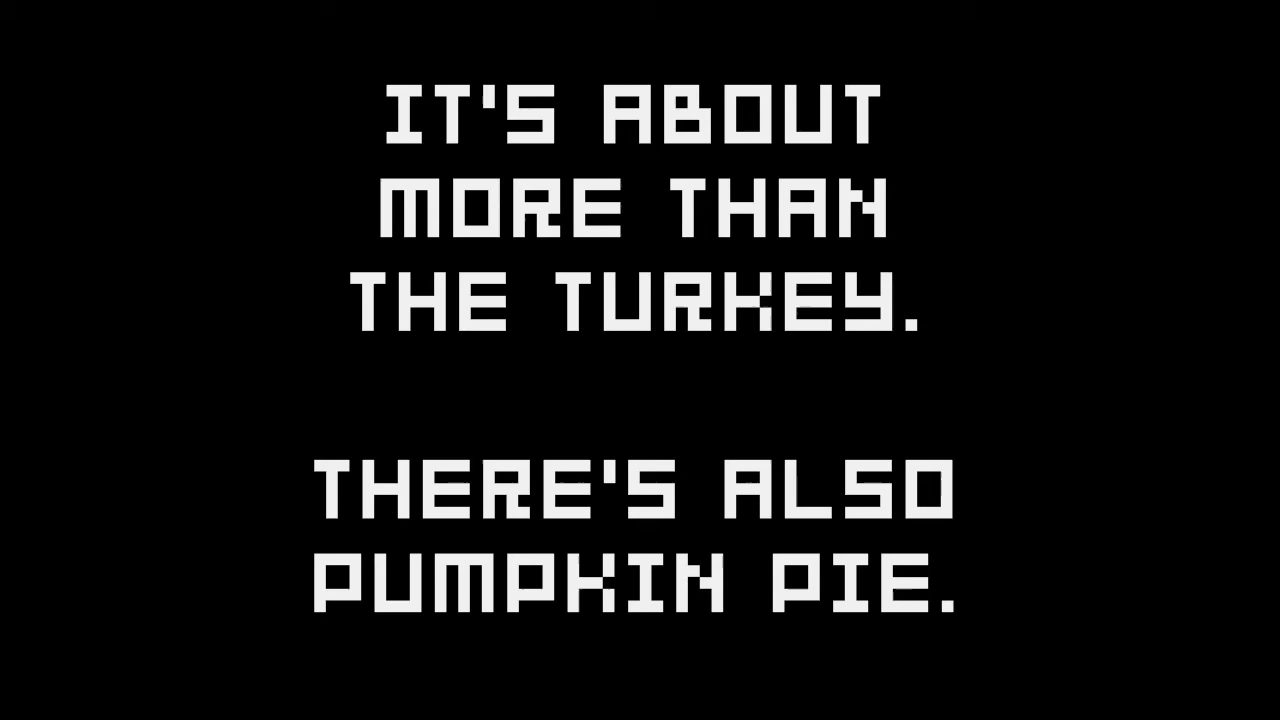 IT'S ABOUT
MORE THAN
THE TURKEY.
THERE'S ALSO
PUMPKIN PIE.